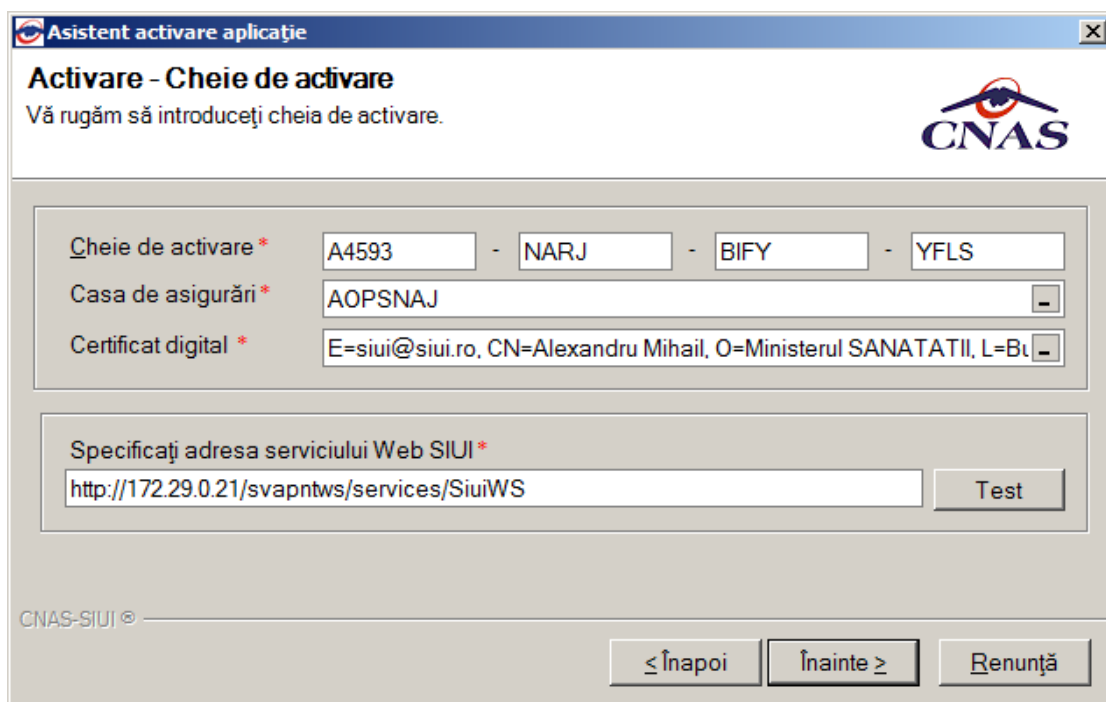 Asistent activare aplicaţie
Activare - Cheie de activare
Vă rugăm să introduceţi cheia de activare.
CNAS
Cheie de activare * A4593 - NARJ - BIFY - YFLS
Casa de asigurări * AOPSNAJ
Certificat digital * E=siui@siui.ro, CN=Alexandru Mihail, O=Ministerul SANATATII, L=Bu
Specificaţi adresa serviciului Web SIUI *
http://172.29.0.21/svapntws/services/SiuiWS Test
CNAS-SIUI ®
< Înapoi Înainte > Renunţă